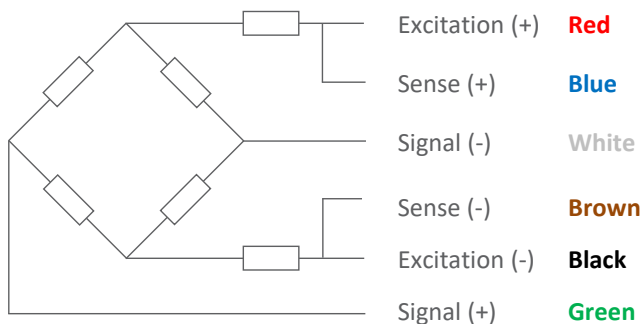 Excitation (+) Red
Sense (+) Blue
Signal (-) White
Sense (-) Brown
Excitation (-) Black
Signal (+) Green